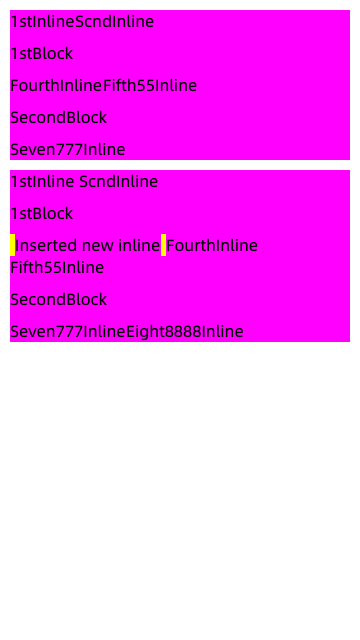 1stInlineScndInline
1stBlock
FourthInlineFifth55Inline
SecondBlock
Seven777Inline
1stInline ScndInline
1stBlock
Inserted new inline FourthInline
Fifth55Inline
SecondBlock
Seven777InlineEight8888Inline